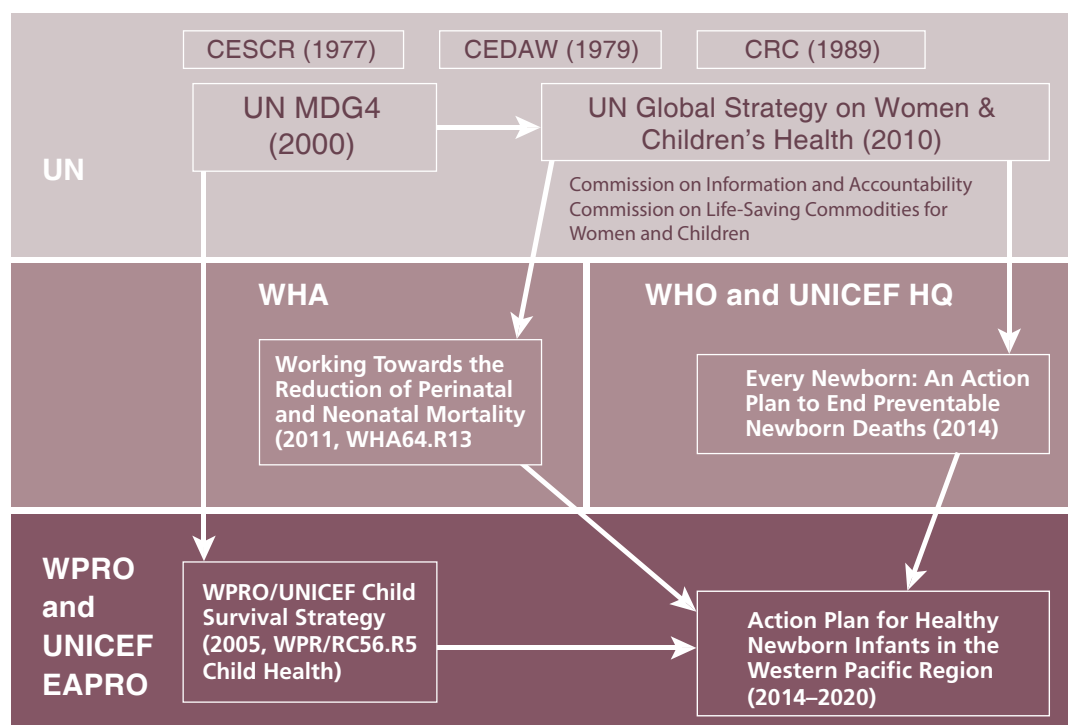 CESCR (1977)
CEDAW (1979)
CRC (1989)
UN MDG4
(2000)
UN Global Strategy on Women &
Children's Health (2010)
UN
Commission on Information and Accountability
Commission on Life-Saving Commodities for
Women and Children
WHA
WHO and UNICEF HQ
Working Towards the
Reduction of Perinatal
and Neonatal Mortality
(2011, WHA64.R13
Every Newborn: An Action
Plan to End Preventable
Newborn Deaths (2014)
WPRO
and
UNICEF
EAPRO
WPRO/UNICEF Child
Survival Strategy
(2005, WPR/RC56.R5
Child Health)
Action Plan for Healthy
Newborn Infants in the
Western Pacific Region
(2014–2020)